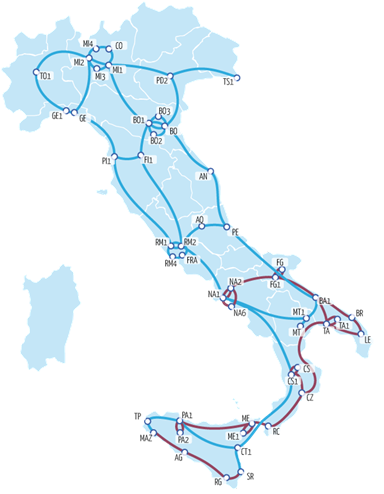 MI4
CO
MI2
TO1
MI3
MI1
PD2
TS1
BO3
GE1
GE
BO1
BO
BO2
PI1
FI1
AN
AQ
PE
RM1
RM2
FRA
RM4
FG
NA2
FG1
NA1
BA1
NA6
MT1
BR
MT
TA
TA1
LE
CS
CS1
CZ
TP
PA1
ME
RC
MAZ
PA2
ME1
AG
CT1
RG
SR